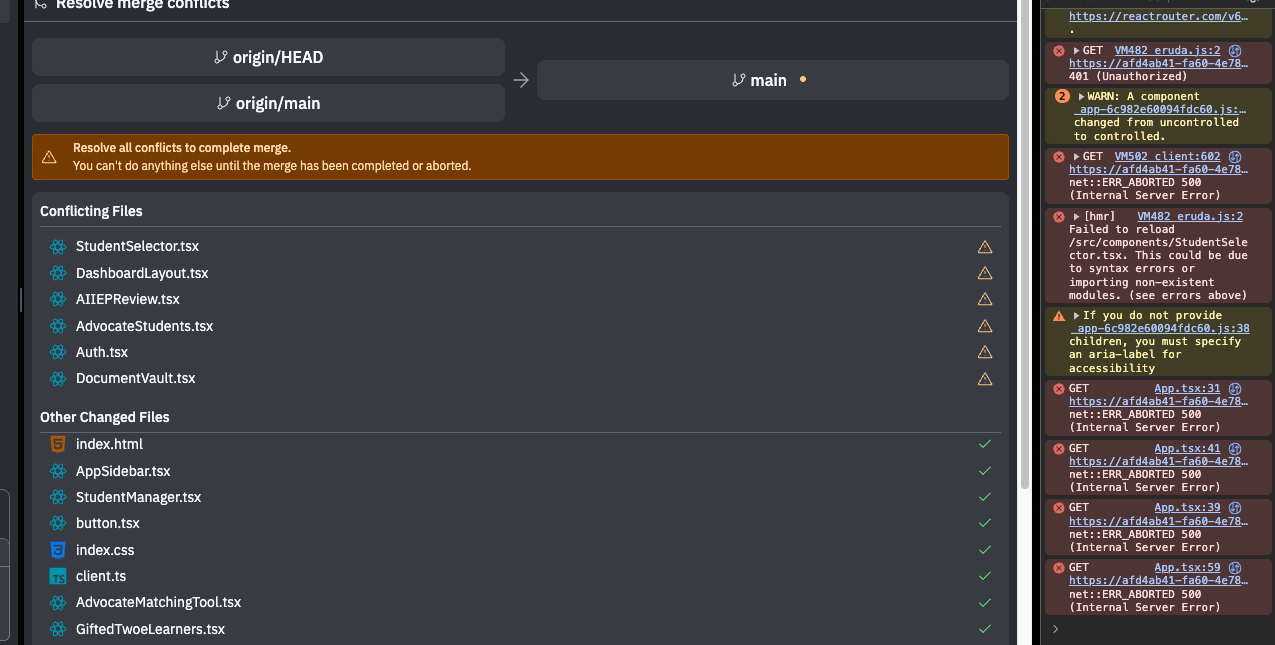 Resolve merge conflicts
origin/HEAD
origin/main
main
Resolve all conflicts to complete merge.
You can't do anything else until the merge has been completed or aborted.
Conflicting Files
StudentSelector.tsx
DashboardLayout.tsx
AIIEPReview.tsx
AdvocateStudents.tsx
Auth.tsx
DocumentVault.tsx
Other Changed Files
index.html
AppSidebar.tsx
StudentManager.tsx
button.tsx
index.css
client.ts
AdvocateMatchingTool.tsx
GiftedTwoeLearners.tsx
https://reactrouter.com/v6…
.
GET VM482 eruda.js:2
https://afd4ab41-fa60-4e78…
401 (Unauthorized)
2 WARN: A component
_app-6c982e60094fdc60.js:…
changed from uncontrolled
to controlled.
GET VM502 client:602
https://afd4ab41-fa60-4e78…
net::ERR_ABORTED 500
(Internal Server Error)
[hmr] VM482 eruda.js:2
Failed to reload
/src/components/StudentSele
ctor.tsx. This could be due
to syntax errors or
importing non-existent
modules. (see errors above)
If you do not provide
_app-6c982e60094fdc60.js:38
children, you must specify
an aria-label for
accessibility
GET App.tsx:31
https://afd4ab41-fa60-4e78…
net::ERR_ABORTED 500
(Internal Server Error)
GET App.tsx:41
https://afd4ab41-fa60-4e78…
net::ERR_ABORTED 500
(Internal Server Error)
GET App.tsx:39
https://afd4ab41-fa60-4e78…
net::ERR_ABORTED 500
(Internal Server Error)
GET App.tsx:59
https://afd4ab41-fa60-4e78…
net::ERR_ABORTED 500
(Internal Server Error)